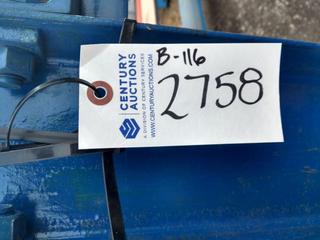 B-116
2758
CENTURY
AUCTIONS
A DIVISION OF CENTURY SERVICES
WWW.CENTURYAUCTIONS.COM